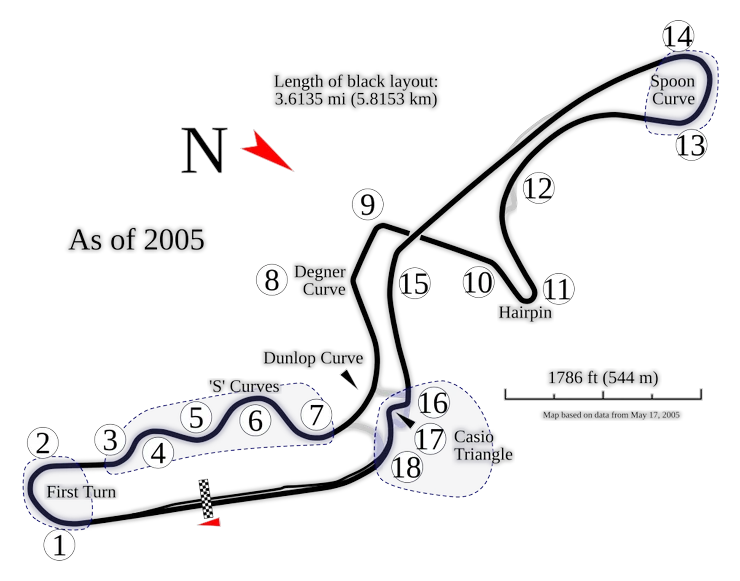 14
Length of black layout:
3.6135 mi (5.8153 km)
Spoon
Curve
13
N
12
9
As of 2005
Degner
Curve
8
15
10
11
Hairpin
Dunlop Curve
1786 ft (544 m)
Map based on data from May 17, 2005
'S' Curves
16
5
6
7
17
Casio
Triangle
2
3
4
18
First Turn
1